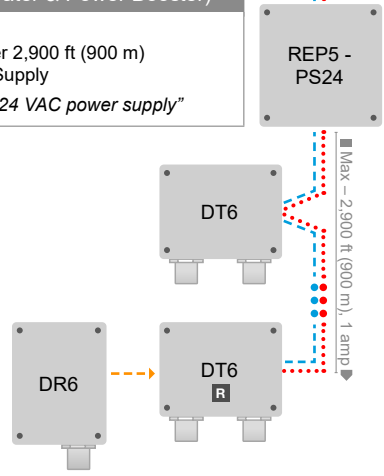 & Power Booster)
er 2,900 ft (900 m)
Supply
24 VAC power supply”
REP5 -
PS24
Max – 2,900 ft (900 m), 1 amp
DT6
DR6
DT6
R